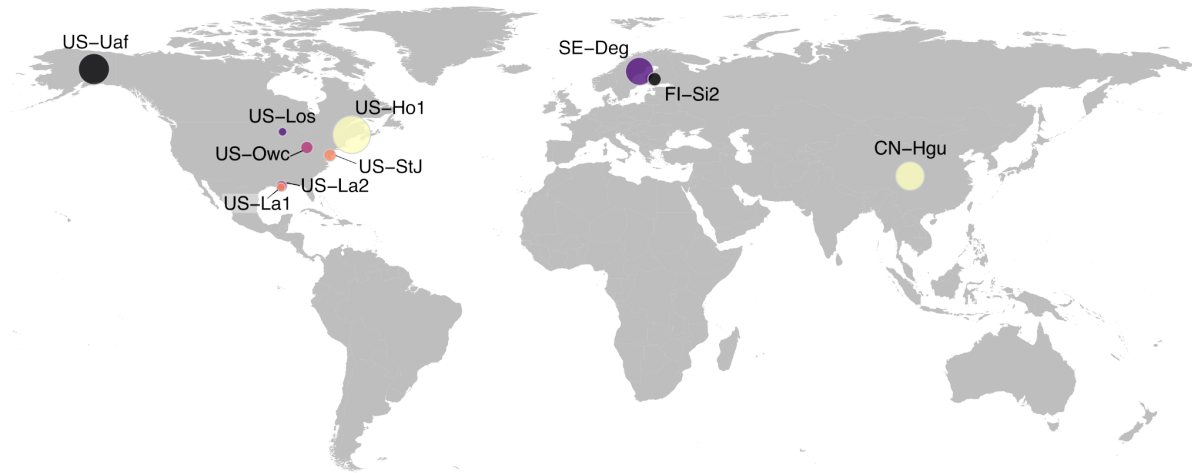 US−Uaf
SE−Deg
FI−Si2
US−Ho1
US−Los
US−Owc
US−StJ
CN−Hgu
US−La2
US−La1